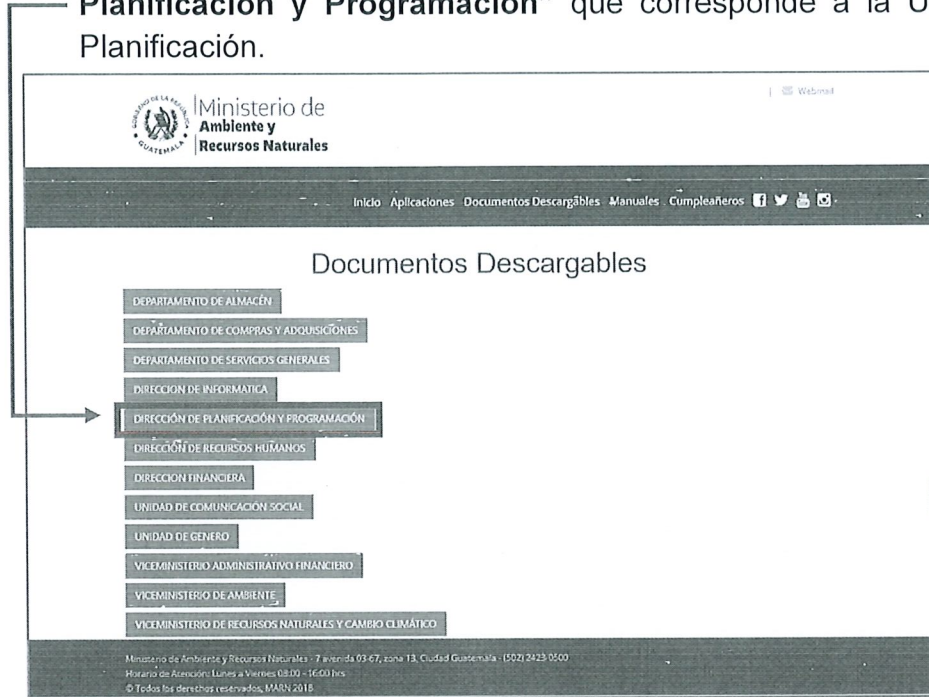 Planificación y Programación" que corresponde a la U
Planificación.
Webmail
Ministerio de
Ambiente y
Recursos Naturales
GOBIERNO DE LA REPÚBLICA
GUATEMALA
Inicio Aplicaciones Documentos Descargables Manuales Cumpleañeros
Documentos Descargables
DEPARTAMENTO DE ALMACÉN
DEPARTAMENTO DE COMPRAS Y ADQUISICIONES
DEPARTAMENTO DE SERVICIOS GENERALES
DIRECCION DE INFORMATICA
DIRECCIÓN DE PLANIFICACIÓN Y PROGRAMACIÓN
DIRECCIÓN DE RECURSOS HUMANOS
DIRECCION FINANCIERA
UNIDAD DE COMUNICACIÓN SOCIAL
UNIDAD DE GENERO
VICEMINISTERIO ADMINISTRATIVO FINANCIERO
VICEMINISTERIO DE AMBIENTE
VICEMINISTERIO DE RECURSOS NATURALES Y CAMBIO CLIMÁTICO
Ministerio de Ambiente y Recursos Naturales - 7 avenida 03-67, zona 13, Ciudad Guatemala - (502) 2423-0500
Horario de Atención: Lunes a Viernes 08:00 - 16:00 hrs
© Todos los derechos reservados, MARN 2018